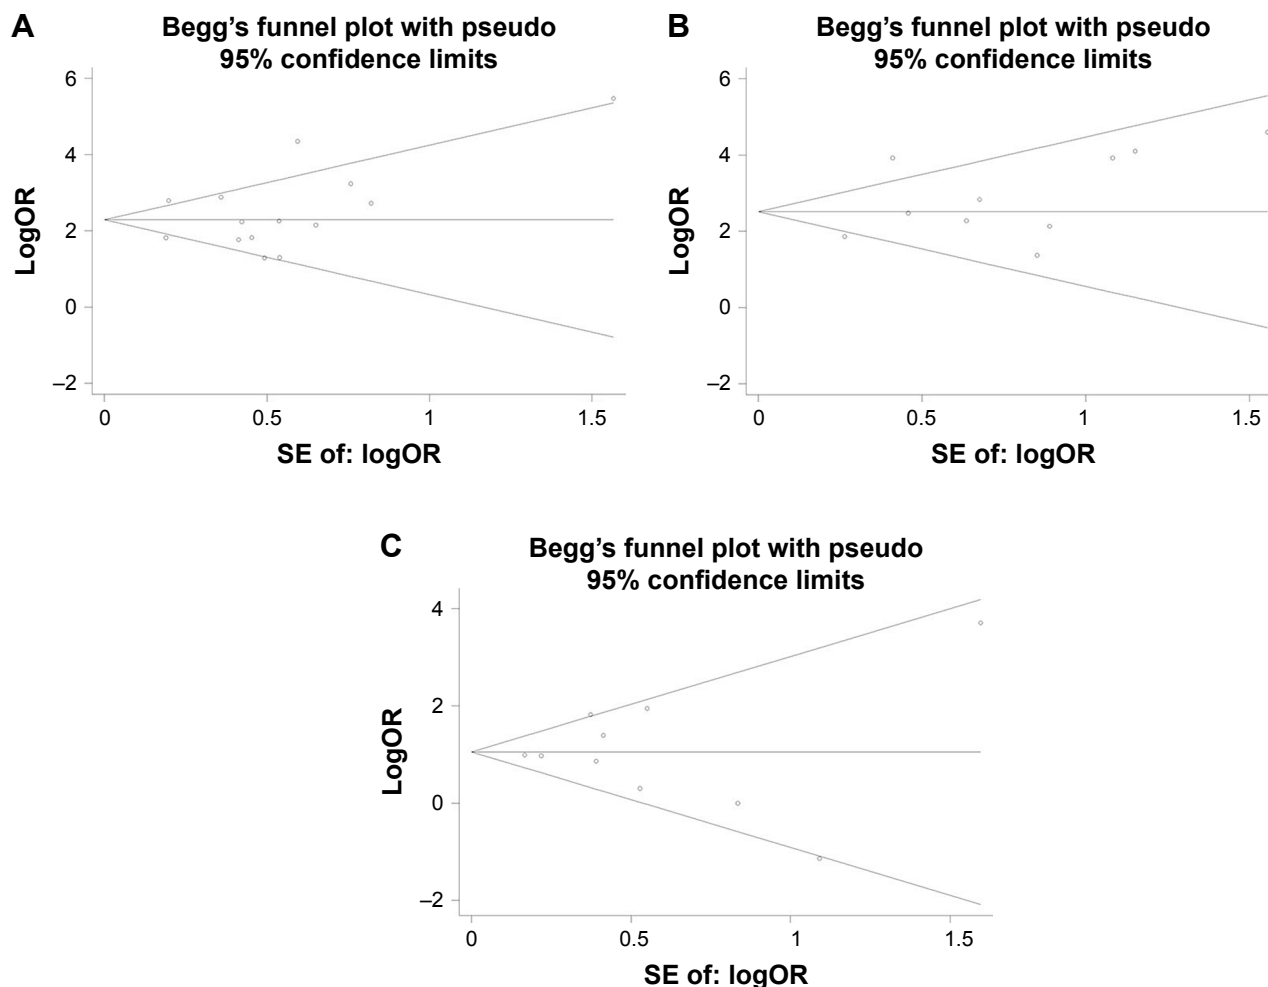 A
Begg’s funnel plot with pseudo
95% confidence limits
6
4
2
0
–2
LogOR
0
0.5
1
1.5
SE of: logOR
B
Begg’s funnel plot with pseudo
95% confidence limits
6
4
2
0
–2
LogOR
0
0.5
1
1.5
SE of: logOR
C
Begg’s funnel plot with pseudo
95% confidence limits
4
2
0
–2
LogOR
0
0.5
1
1.5
SE of: logOR